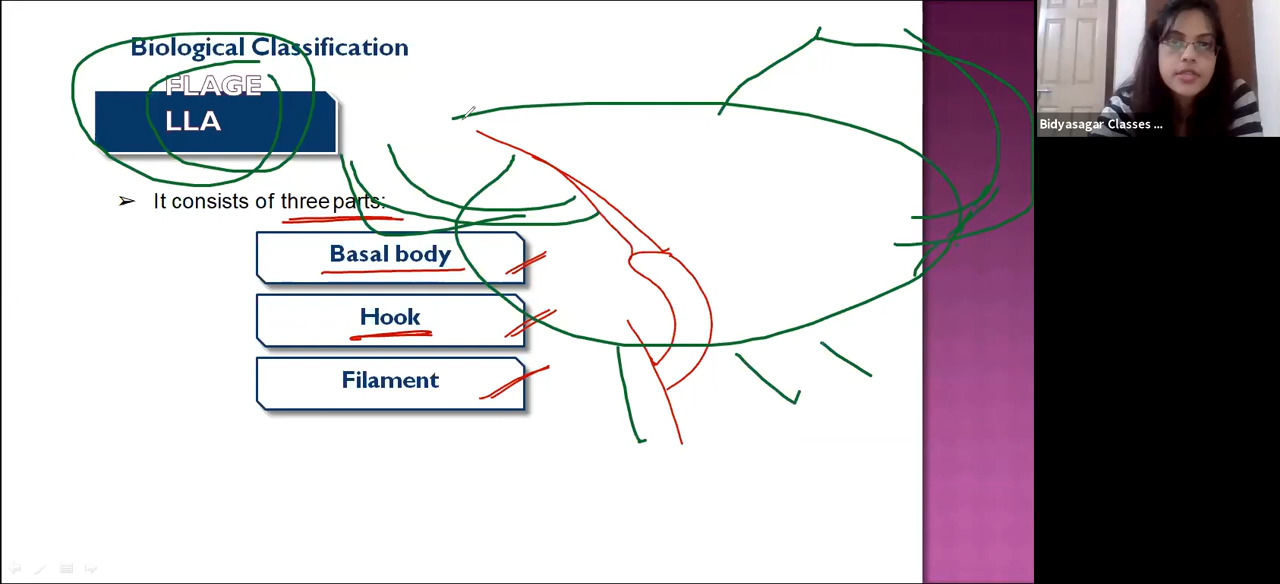 Biological Classification
FLAGE
LLA
➢ It consists of three parts:
Basal body
Hook
Filament
Bidyasagar Classes ...